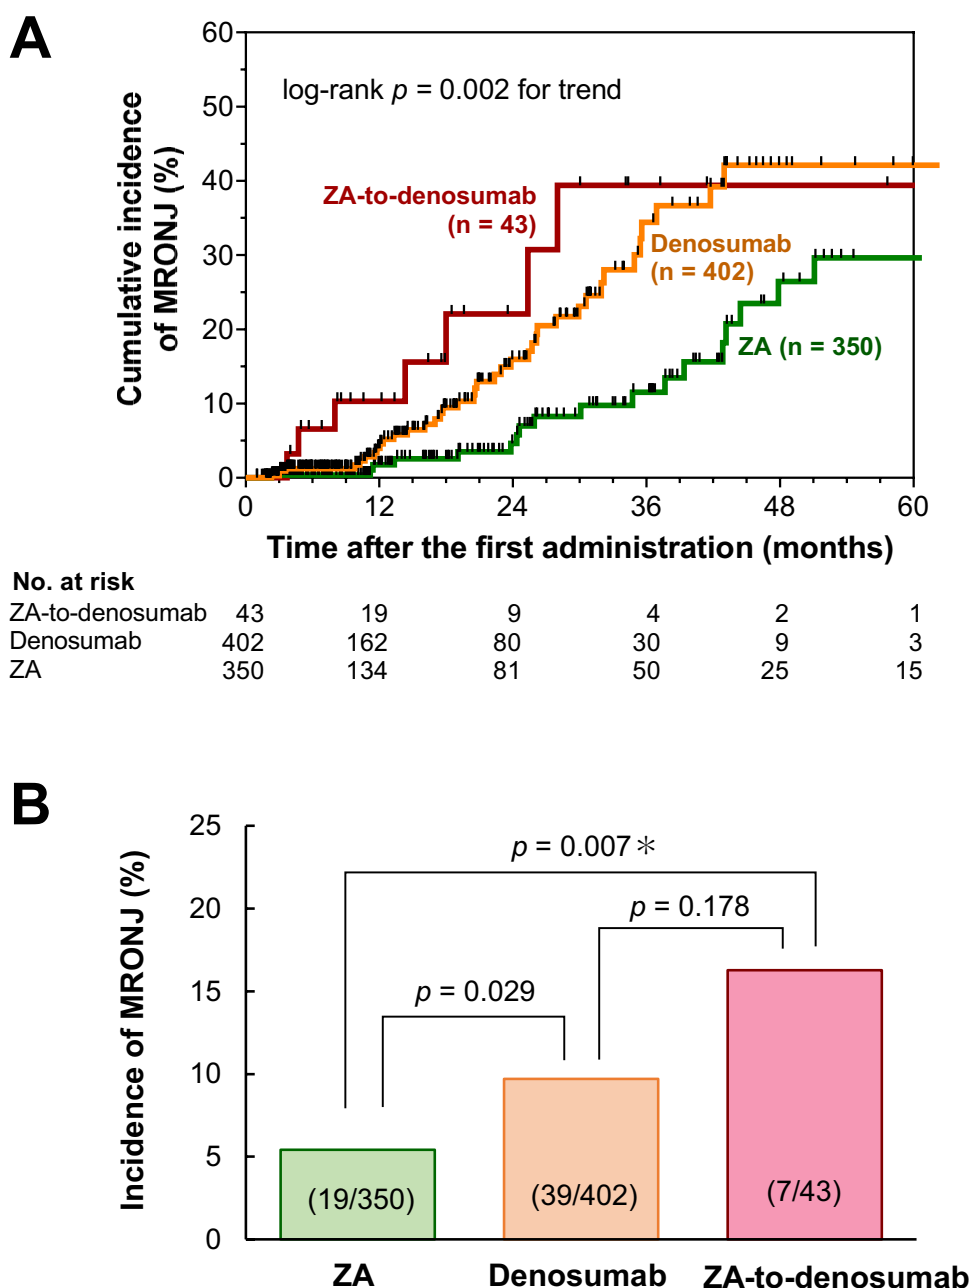 A
Cumulative incidence
of MRONJ (%)
60
50
40
30
20
10
0
log-rank p = 0.002 for trend
ZA-to-denosumab
(n = 43)
Denosumab
(n = 402)
ZA (n = 350)
0 12 24 36 48 60
Time after the first administration (months)
No. at risk
ZA-to-denosumab 43 19 9 4 2 1
Denosumab 402 162 80 30 9 3
ZA 350 134 81 50 25 15
B
Incidence of MRONJ (%)
25
20
15
10
5
0
p = 0.007*
p = 0.178
p = 0.029
(19/350) (39/402) (7/43)
ZA Denosumab ZA-to-denosumab